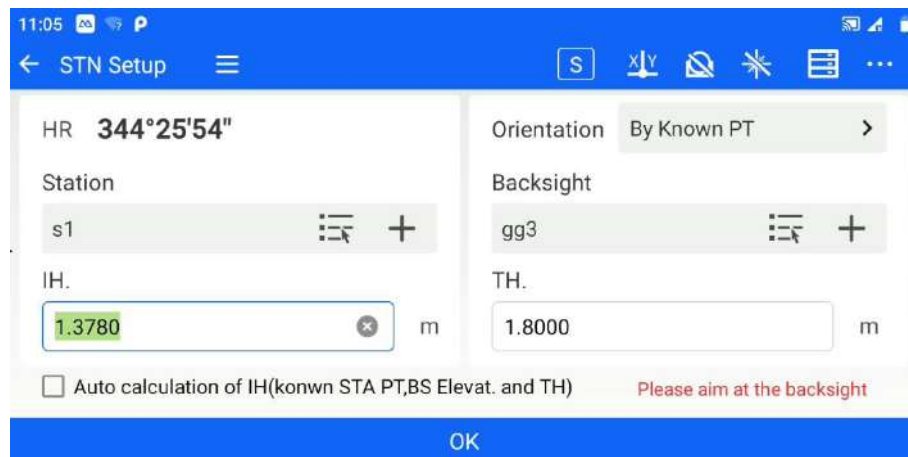 11:05
STN Setup
S
X Y
HR 344°25'54"
Orientation By Known PT
Station
Backsight
s1
gg3
IH.
TH.
1.3780 m
1.8000 m
Auto calculation of IH(konwn STA PT,BS Elevat. and TH)
Please aim at the backsight
OK